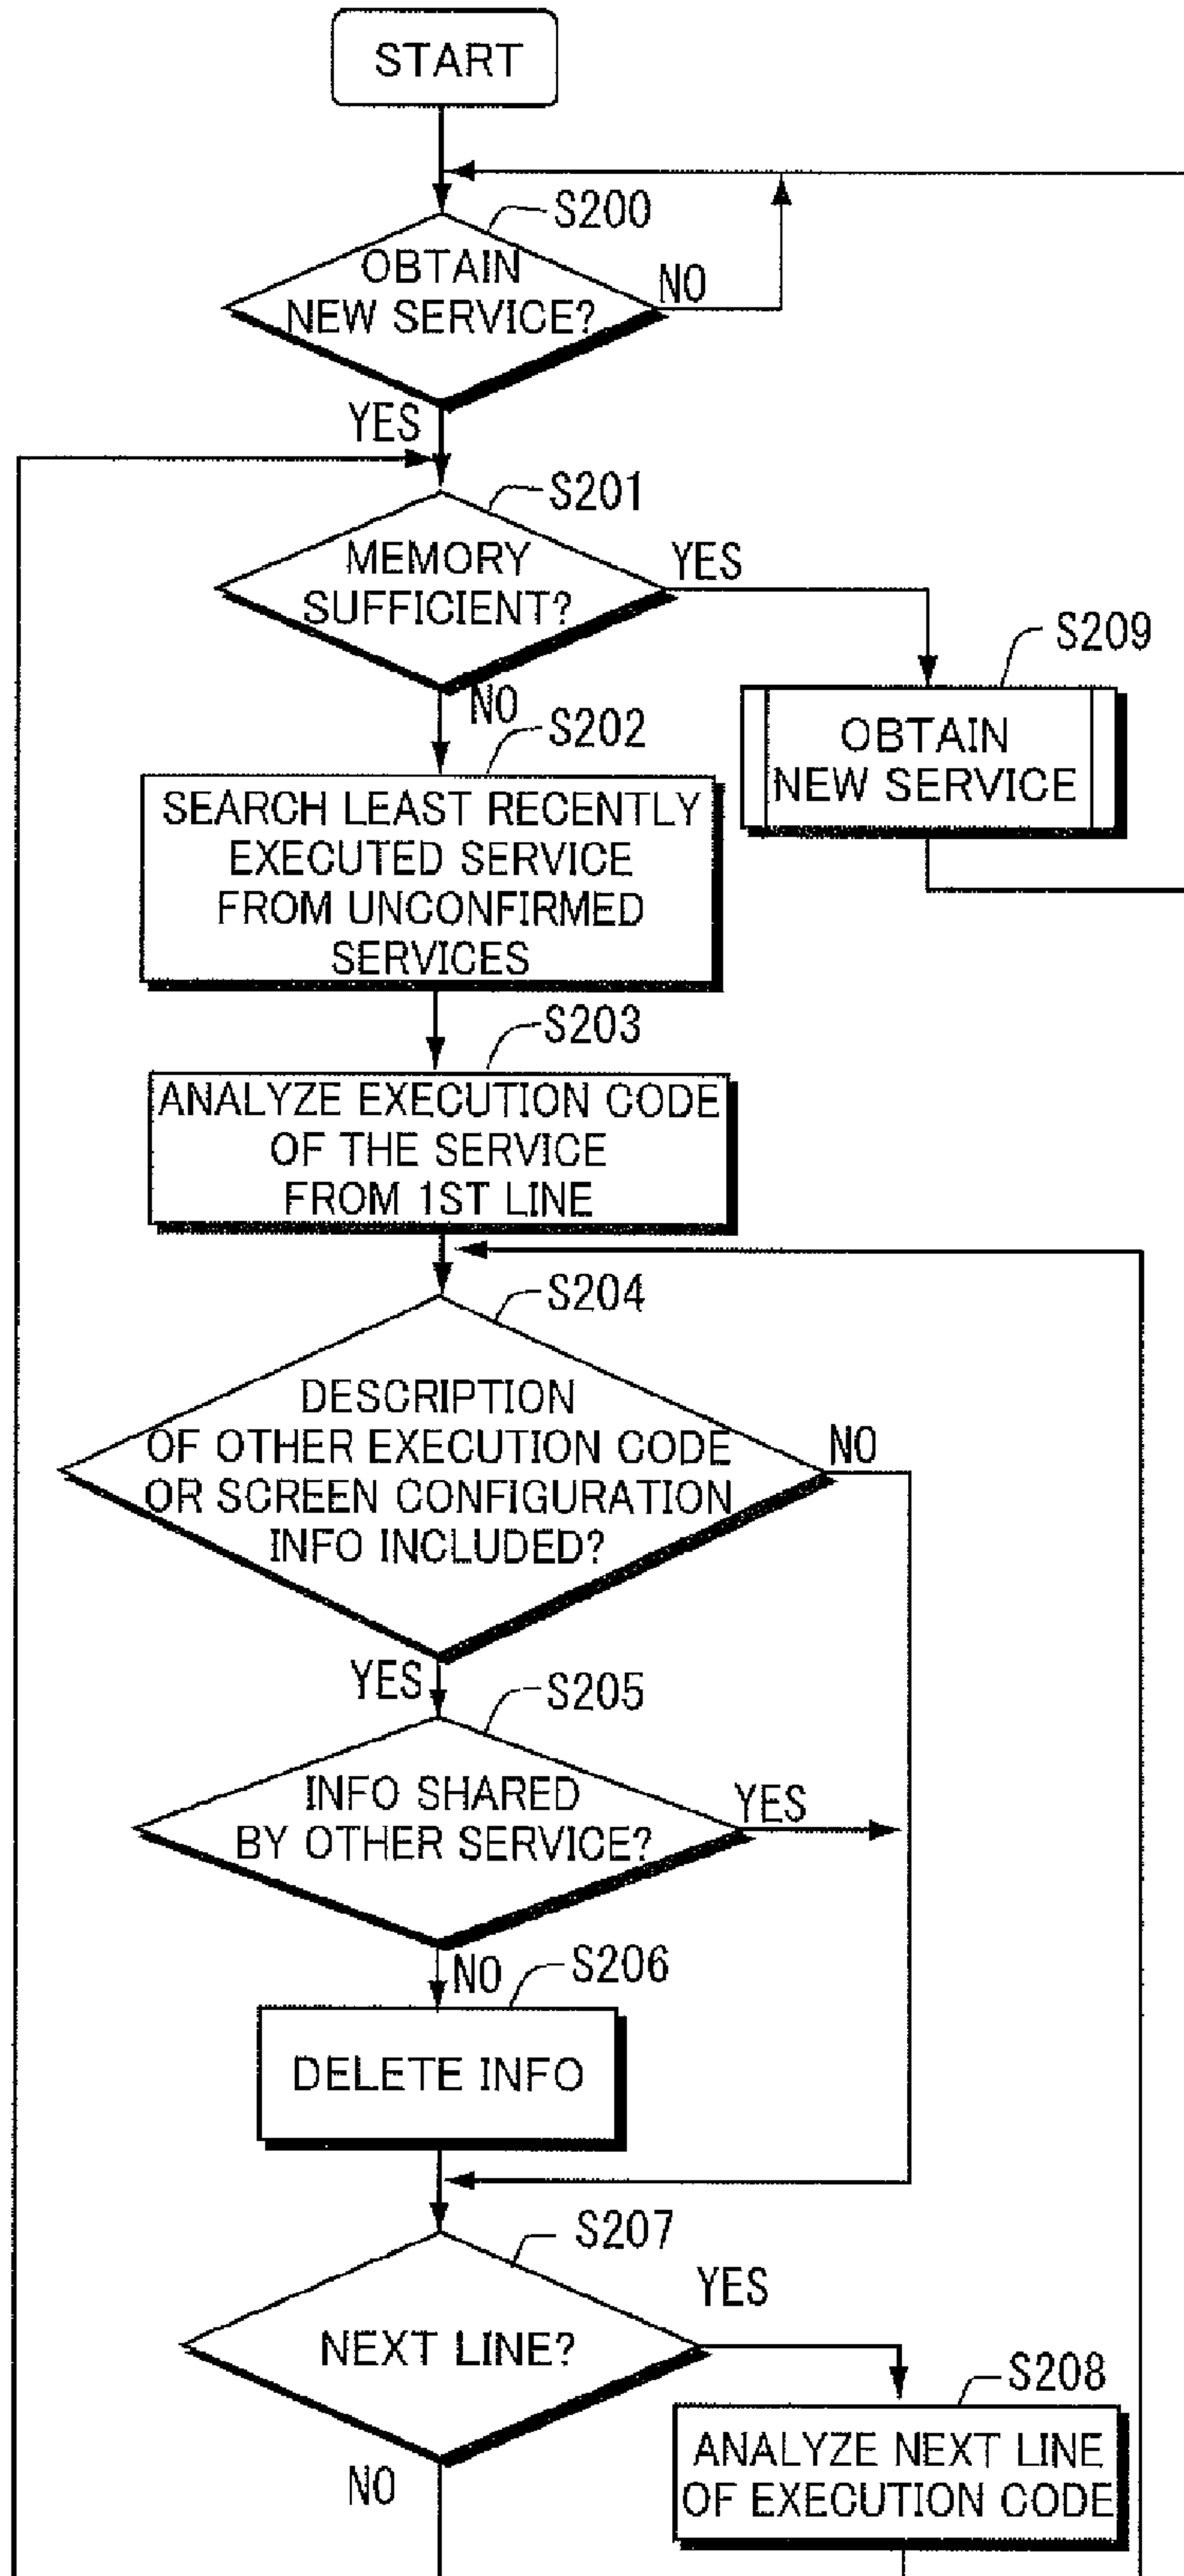 START
S200
OBTAIN
NEW SERVICE?
NO
YES
S201
MEMORY
SUFFICIENT?
YES
NO
S209
OBTAIN
NEW SERVICE
S202
SEARCH LEAST RECENTLY
EXECUTED SERVICE
FROM UNCONFIRMED
SERVICES
S203
ANALYZE EXECUTION CODE
OF THE SERVICE
FROM 1ST LINE
S204
DESCRIPTION
OF OTHER EXECUTION CODE
OR SCREEN CONFIGURATION
INFO INCLUDED?
NO
YES
S205
INFO SHARED
BY OTHER SERVICE?
YES
NO
S206
DELETE INFO
S207
NEXT LINE?
YES
NO
S208
ANALYZE NEXT LINE
OF EXECUTION CODE